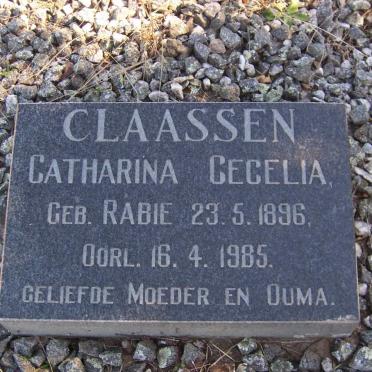 CLAASSEN
CATHARINA CECELIA,
GEB. RABIE 23. 5. 1896.
OORL. 16. 4. 1985.
GELIEFDE MOEDER EN OUMA.